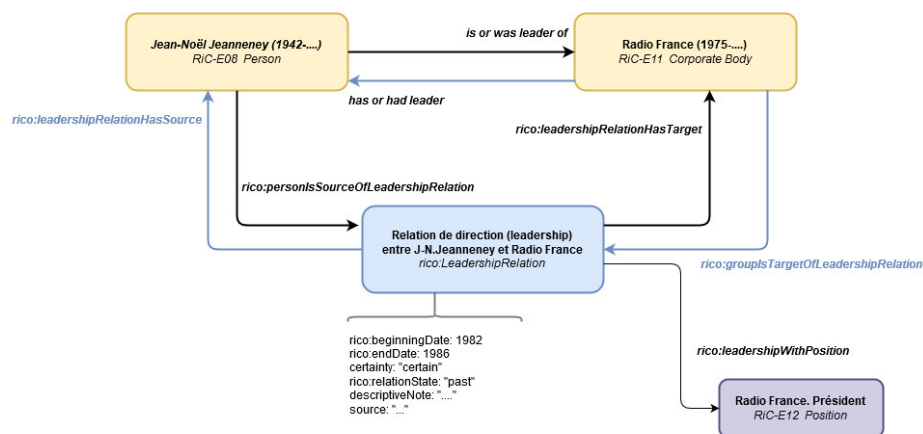 Jean-Noël Jeanneney (1942-....)
RiC-E08 Person
is or was leader of
Radio France (1975-....)
RiC-E11 Corporate Body
has or had leader
rico:leadershipRelationHasSource
rico:leadershipRelationHasTarget
rico:personIsSourceOfLeadershipRelation
Relation de direction (leadership)
entre J-N.Jeanneney et Radio France
rico:LeadershipRelation
rico:groupIsTargetOfLeadershipRelation
rico:beginningDate: 1982
rico:endDate: 1986
certainty: "certain"
rico:relationState: "past"
descriptiveNote: "...."
source: "..."
rico:leadershipWithPosition
Radio France. Président
RiC-E12 Position